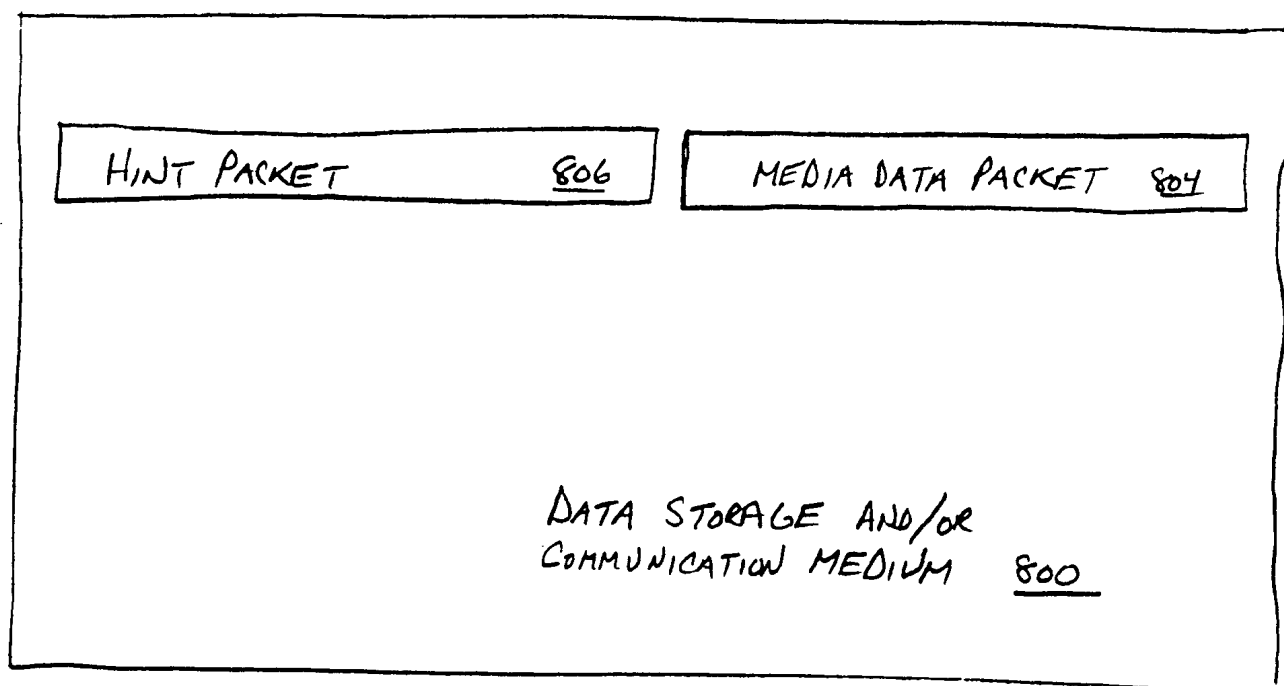 HINT PACKET 806
MEDIA DATA PACKET 804
DATA STORAGE AND/OR
COMMUNICATION MEDIUM 800